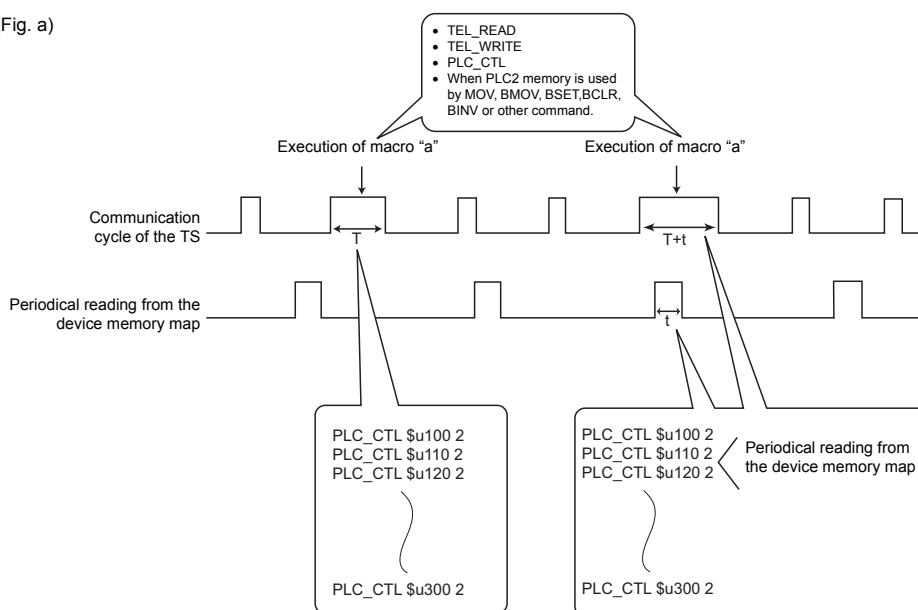 Fig. a)
• TEL_READ
• TEL_WRITE
• PLC_CTL
• When PLC2 memory is used
by MOV, BMOV, BSET,BCLR,
BINV or other command.
Execution of macro “a”
Execution of macro “a”
Communication
cycle of the TS
T
T+t
Periodical reading from the
device memory map
t
PLC_CTL $u100 2
PLC_CTL $u110 2
PLC_CTL $u120 2
PLC_CTL $u300 2
PLC_CTL $u100 2
PLC_CTL $u110 2
PLC_CTL $u120 2
Periodical reading from
the device memory map
PLC_CTL $u300 2